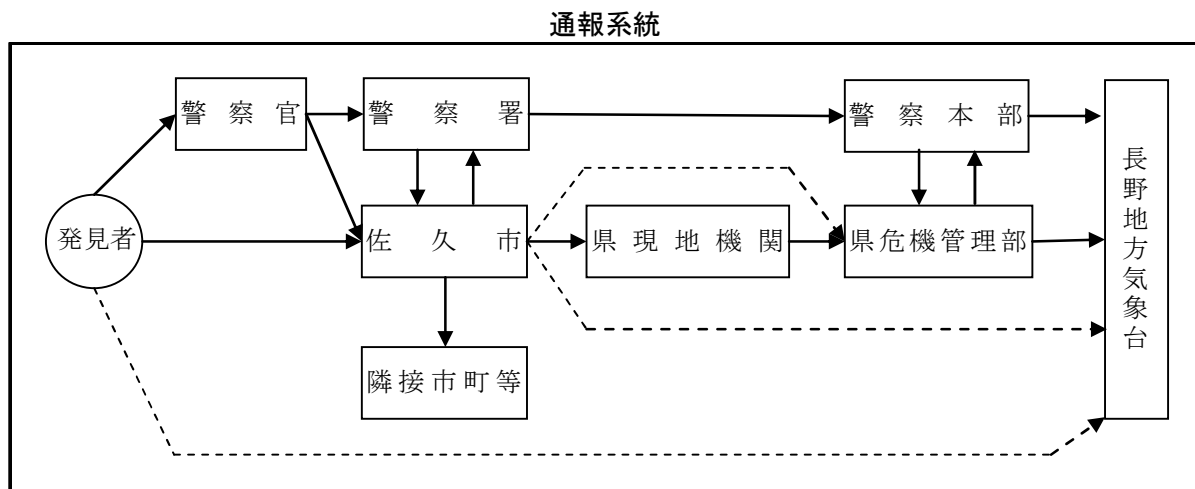 通報系統
警察官
警察署
警察本部
発見者
佐久市
県現地機関
県危機管理部
長野地方気象台
隣接市町等